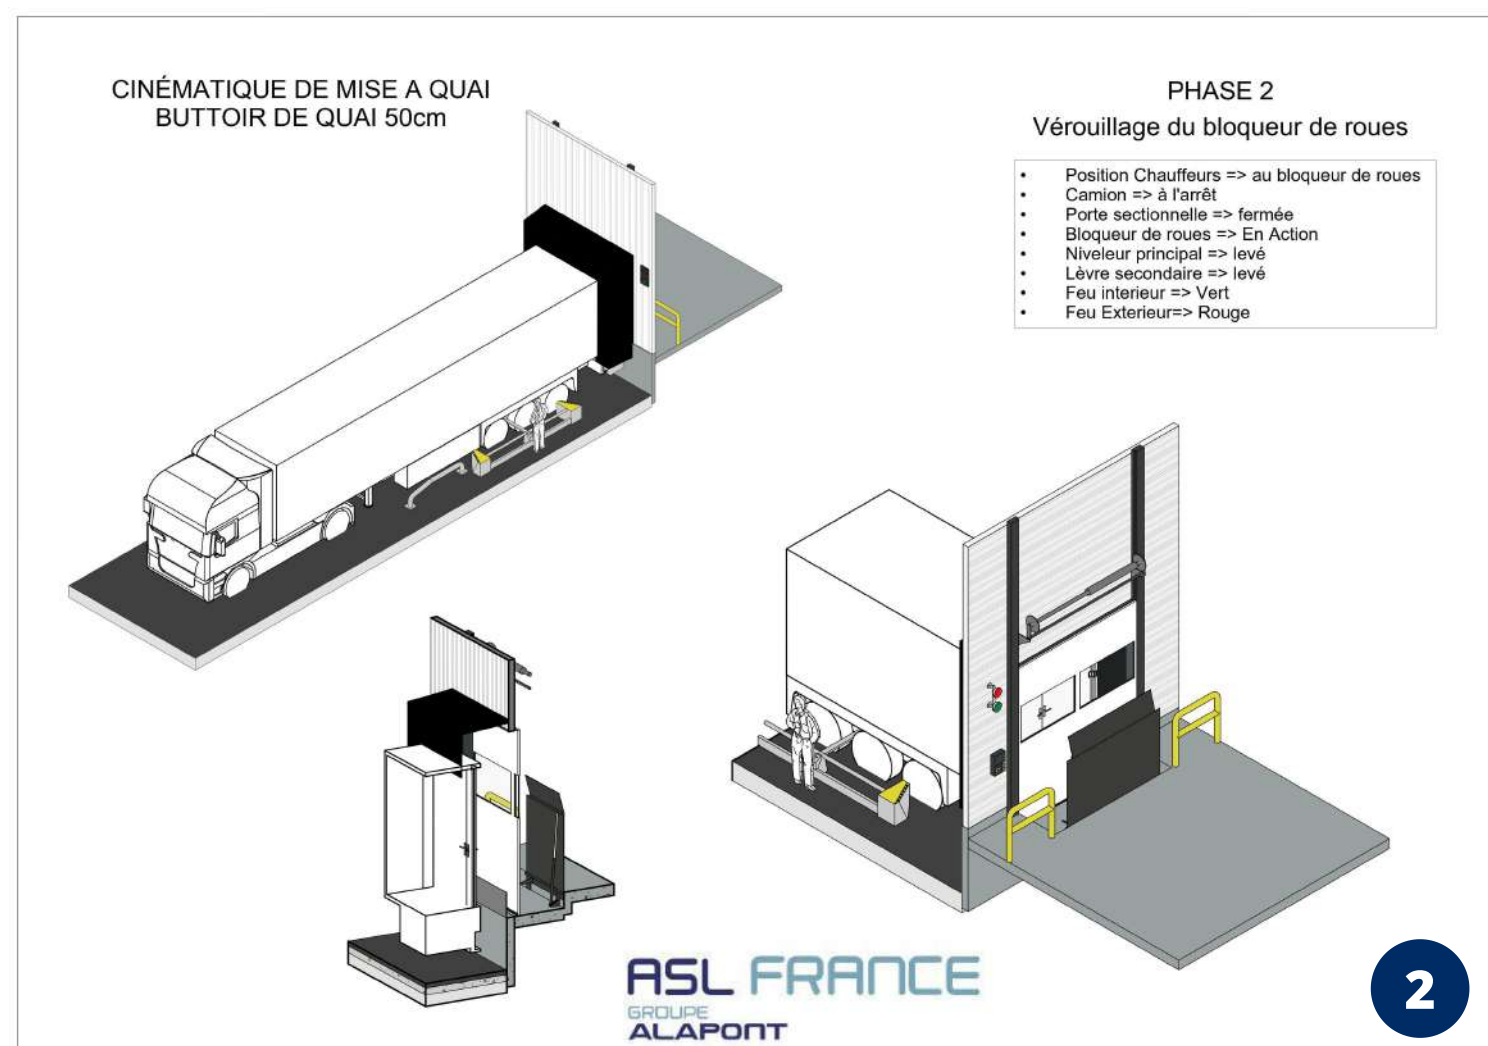 CINÉMATIQUE DE MISE A QUAI
BUTTOIR DE QUAI 50cm
PHASE 2
Vérouillage du bloqueur de roues
• Position Chauffeurs => au bloqueur de roues
• Camion => à l'arrêt
• Porte sectionnelle => fermée
• Bloqueur de roues => En Action
• Niveleur principal => levé
• Lèvre secondaire => levé
• Feu interieur => Vert
• Feu Exterieur=> Rouge
ASL FRANCE
GROUPE
ALAPONT
2